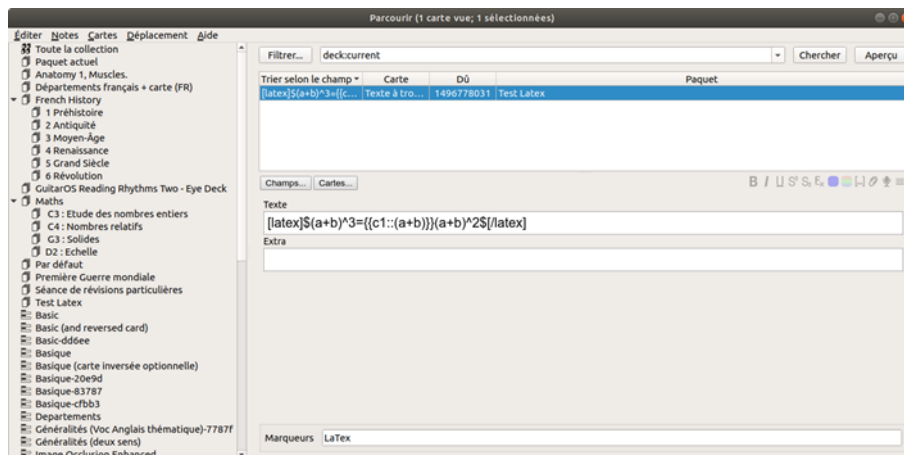 Parcourir (1 carte vue; 1 sélectionnées)
Éditer Notes Cartes Déplacement Aide
Toute la collection
Paquet actuel
Anatomy 1, Muscles.
Départements français + carte (FR)
French History
1 Préhistoire
2 Antiquité
3 Moyen-Âge
4 Renaissance
5 Grand Siècle
6 Révolution
GuitarOS Reading Rhythms Two - Eye Deck
Maths
C3 : Etude des nombres entiers
C4 : Nombres relatifs
G3 : Solides
D2 : Echelle
Par défaut
Première Guerre mondiale
Séance de révisions particulières
Test Latex
Basic
Basic (and reversed card)
Basic-dd6ee
Basique
Basique (carte inversée optionnelle)
Basique-20e9d
Basique-83787
Basique-cfbb3
Departements
Généralités (Voc Anglais thématique)-7787f
Généralités (deux sens)
Image Occlusion Enhanced
Filtrer... deck:current Chercher Aperçu
Trier selon le champ Carte Dû Paquet
[latex]$(a+b)^3={{c... Texte à tro... 1496778031 Test Latex
Champs... Cartes...
Texte
[latex]$(a+b)^3={{c1::(a+b)}}(a+b)^2$[/latex]
Extra
Marqueurs LaTex